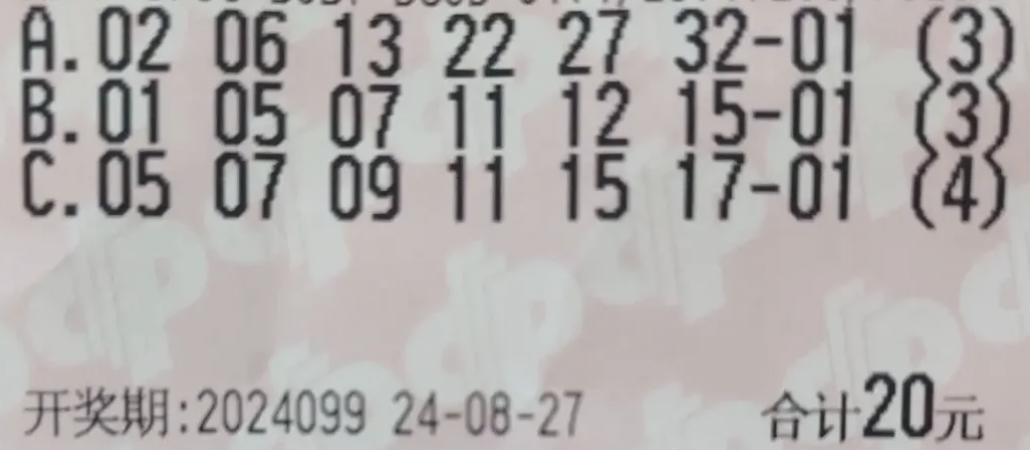 A.02 06 13 22 27 32-01 (3)
B.01 05 07 11 12 15-01 (3)
C.05 07 09 11 15 17-01 (4)
开奖期:2024099 24-08-27 合计20元